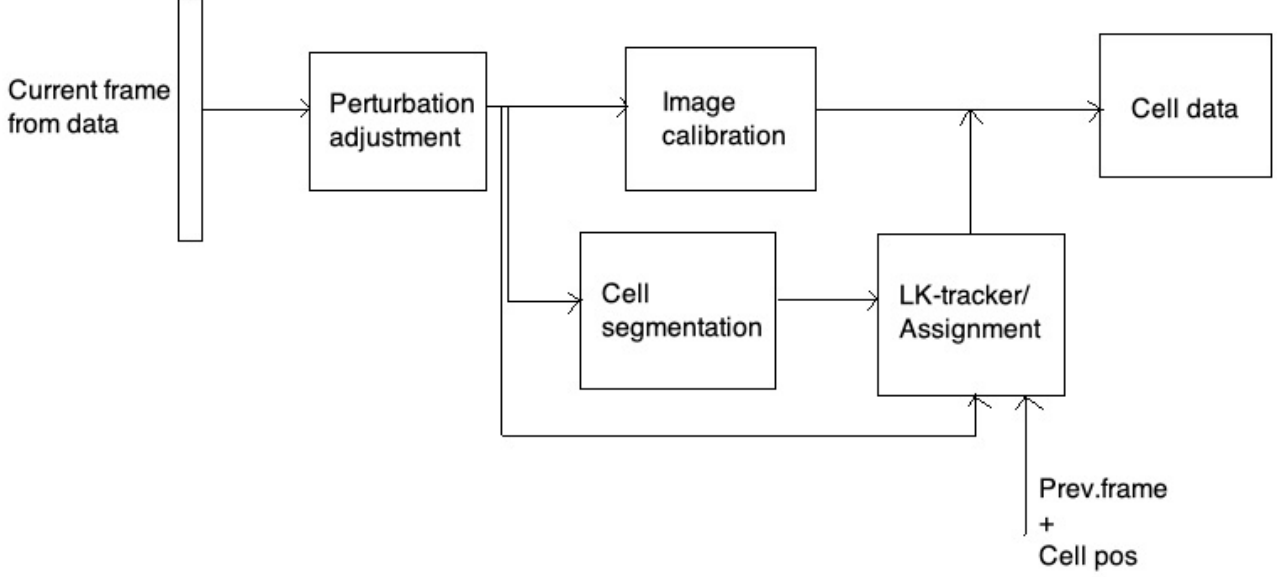 Current frame
from data
Perturbation
adjustment
Image
calibration
Cell data
Cell
segmentation
LK-tracker/
Assignment
Prev.frame
+
Cell pos